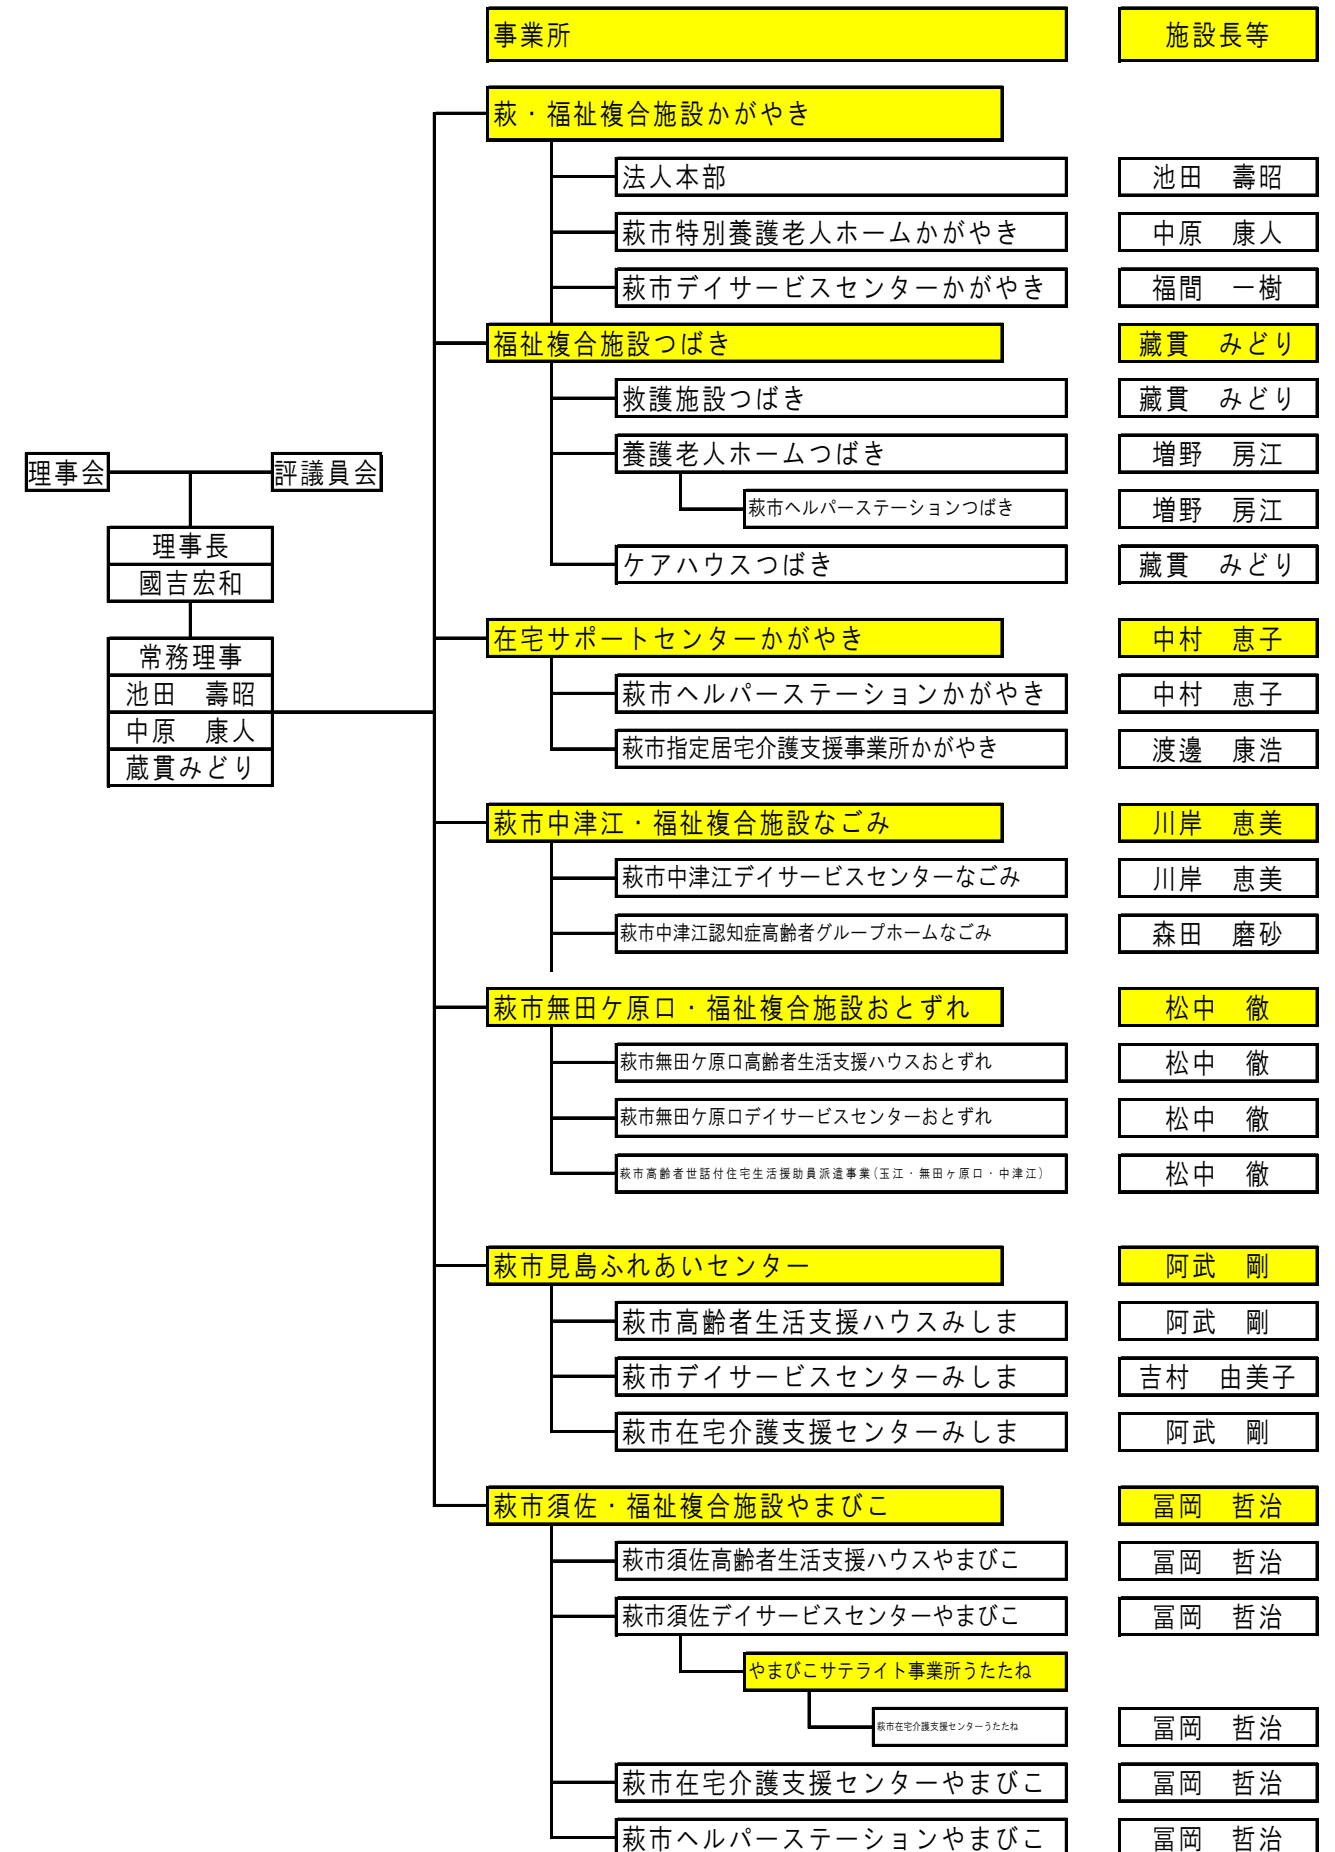 事業所 施設長等
萩・福祉複合施設かがやき
法人本部 池田　壽昭
萩市特別養護老人ホームかがやき 中原　康人
萩市デイサービスセンターかがやき 福間　一樹
福祉複合施設つばき 藏貫　みどり
救護施設つばき 藏貫　みどり
養護老人ホームつばき 増野　房江
萩市ヘルパーステーションつばき 増野　房江
ケアハウスつばき 藏貫　みどり
理事会 評議員会
理事長
國吉宏和
常務理事
池田　壽昭
中原　康人
蔵貫みどり
在宅サポートセンターかがやき 中村　恵子
萩市ヘルパーステーションかがやき 中村　恵子
萩市指定居宅介護支援事業所かがやき 渡邊　康浩
萩市中津江・福祉複合施設なごみ 川岸　恵美
萩市中津江デイサービスセンターなごみ 川岸　恵美
萩市中津江認知症高齢者グループホームなごみ 森田　磨砂
萩市無田ケ原口・福祉複合施設おとずれ 松中　徹
萩市無田ケ原口高齢者生活支援ハウスおとずれ 松中　徹
萩市無田ケ原口デイサービスセンターおとずれ 松中　徹
萩市高齢者世話付住宅生活援助員派遣事業(玉江・無田ヶ原口・中津江) 松中　徹
萩市見島ふれあいセンター 阿武　剛
萩市高齢者生活支援ハウスみしま 阿武　剛
萩市デイサービスセンターみしま 吉村　由美子
萩市在宅介護支援センターみしま 阿武　剛
萩市須佐・福祉複合施設やまびこ 冨岡　哲治
萩市須佐高齢者生活支援ハウスやまびこ 冨岡　哲治
萩市須佐デイサービスセンターやまびこ 冨岡　哲治
やまびこサテライト事業所うたたね
萩市在宅介護支援センターうたたね 冨岡　哲治
萩市在宅介護支援センターやまびこ 冨岡　哲治
萩市ヘルパーステーションやまびこ 冨岡　哲治